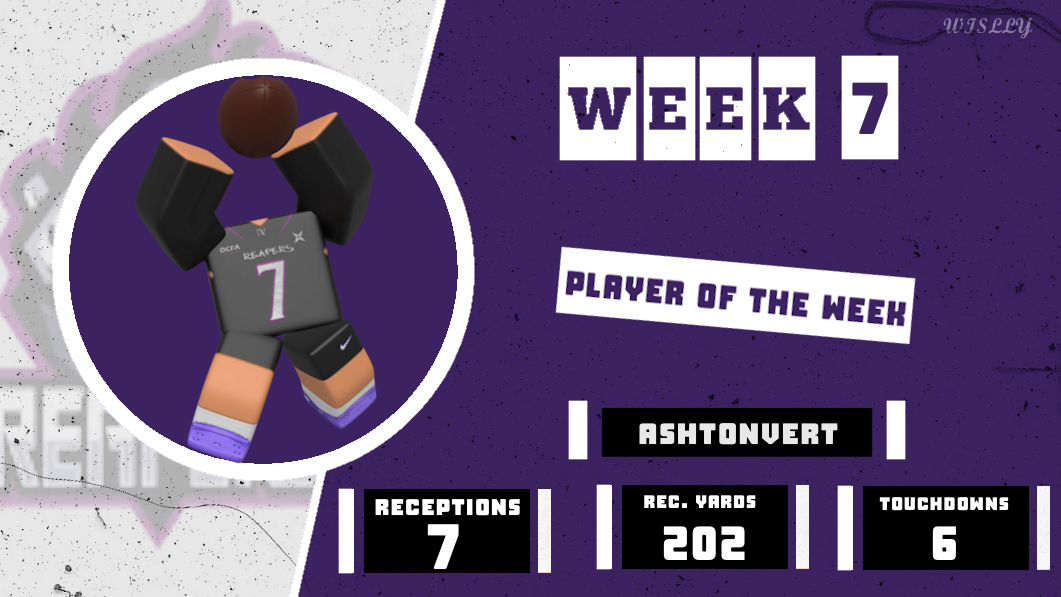 WISLLY
WEEK 7
PLAYER OF THE WEEK
OCFA
REAPERS
7
ASHTONVERT
RECEPTIONS
7
REC. YARDS
202
TOUCHDOWNS
6